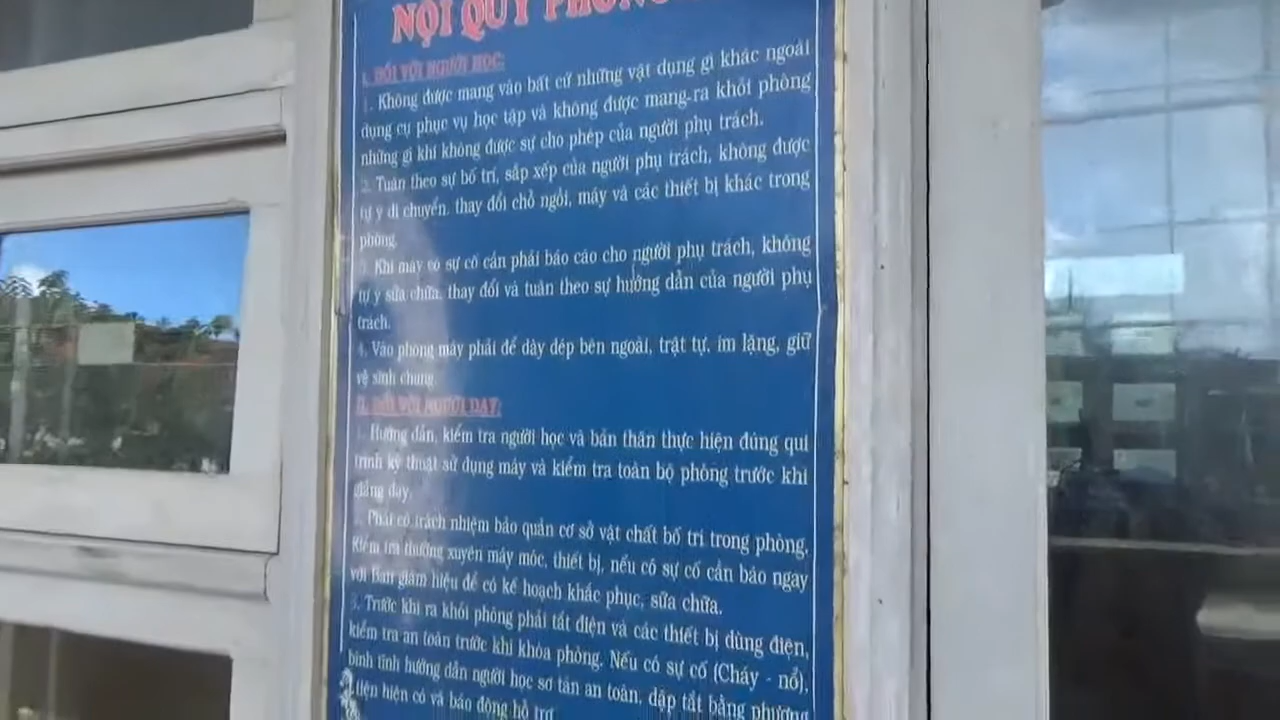 NỘI QUY PHÒNG
I. ĐỐI VỚI NGƯỜI HỌC:
1. Không được mang vào bất cứ những vật dụng gì khác ngoài
dụng cụ phục vụ học tập và không được mang ra khỏi phòng
những gì khi không được sự cho phép của người phụ trách.
2. Tuân theo sự bố trí, sắp xếp của người phụ trách, không được
tự ý di chuyển, thay đổi chỗ ngồi, máy và các thiết bị khác trong
phòng.
3. Khi máy có sự cố cần phải báo cáo cho người phụ trách, không
tự ý sửa chữa, thay đổi và tuân theo sự hướng dẫn của người phụ
trách.
4. Vào phòng máy phải để dày dép bên ngoài, trật tự, im lặng, giữ
vệ sinh chung.
II. ĐỐI VỚI NGƯỜI DẠY:
1. Hướng dẫn, kiểm tra người học và bản thân thực hiện đúng qui
trình kỹ thuật sử dụng máy và kiểm tra toàn bộ phòng trước khi
giảng dạy.
2. Phải có trách nhiệm bảo quản cơ sở vật chất bố trí trong phòng.
Kiểm tra thường xuyên máy móc, thiết bị, nếu có sự cố cần báo ngay
với Ban giám hiệu để có kế hoạch khắc phục, sữa chữa.
3. Trước khi ra khỏi phòng phải tắt điện và các thiết bị dùng điện,
kiểm tra an toàn trước khi khóa phòng. Nếu có sự cố (Cháy - nổ),
bình tĩnh hướng dẫn người học sơ tán an toàn, dập tắt bằng phương
tiện hiện có và báo động hỗ trợ